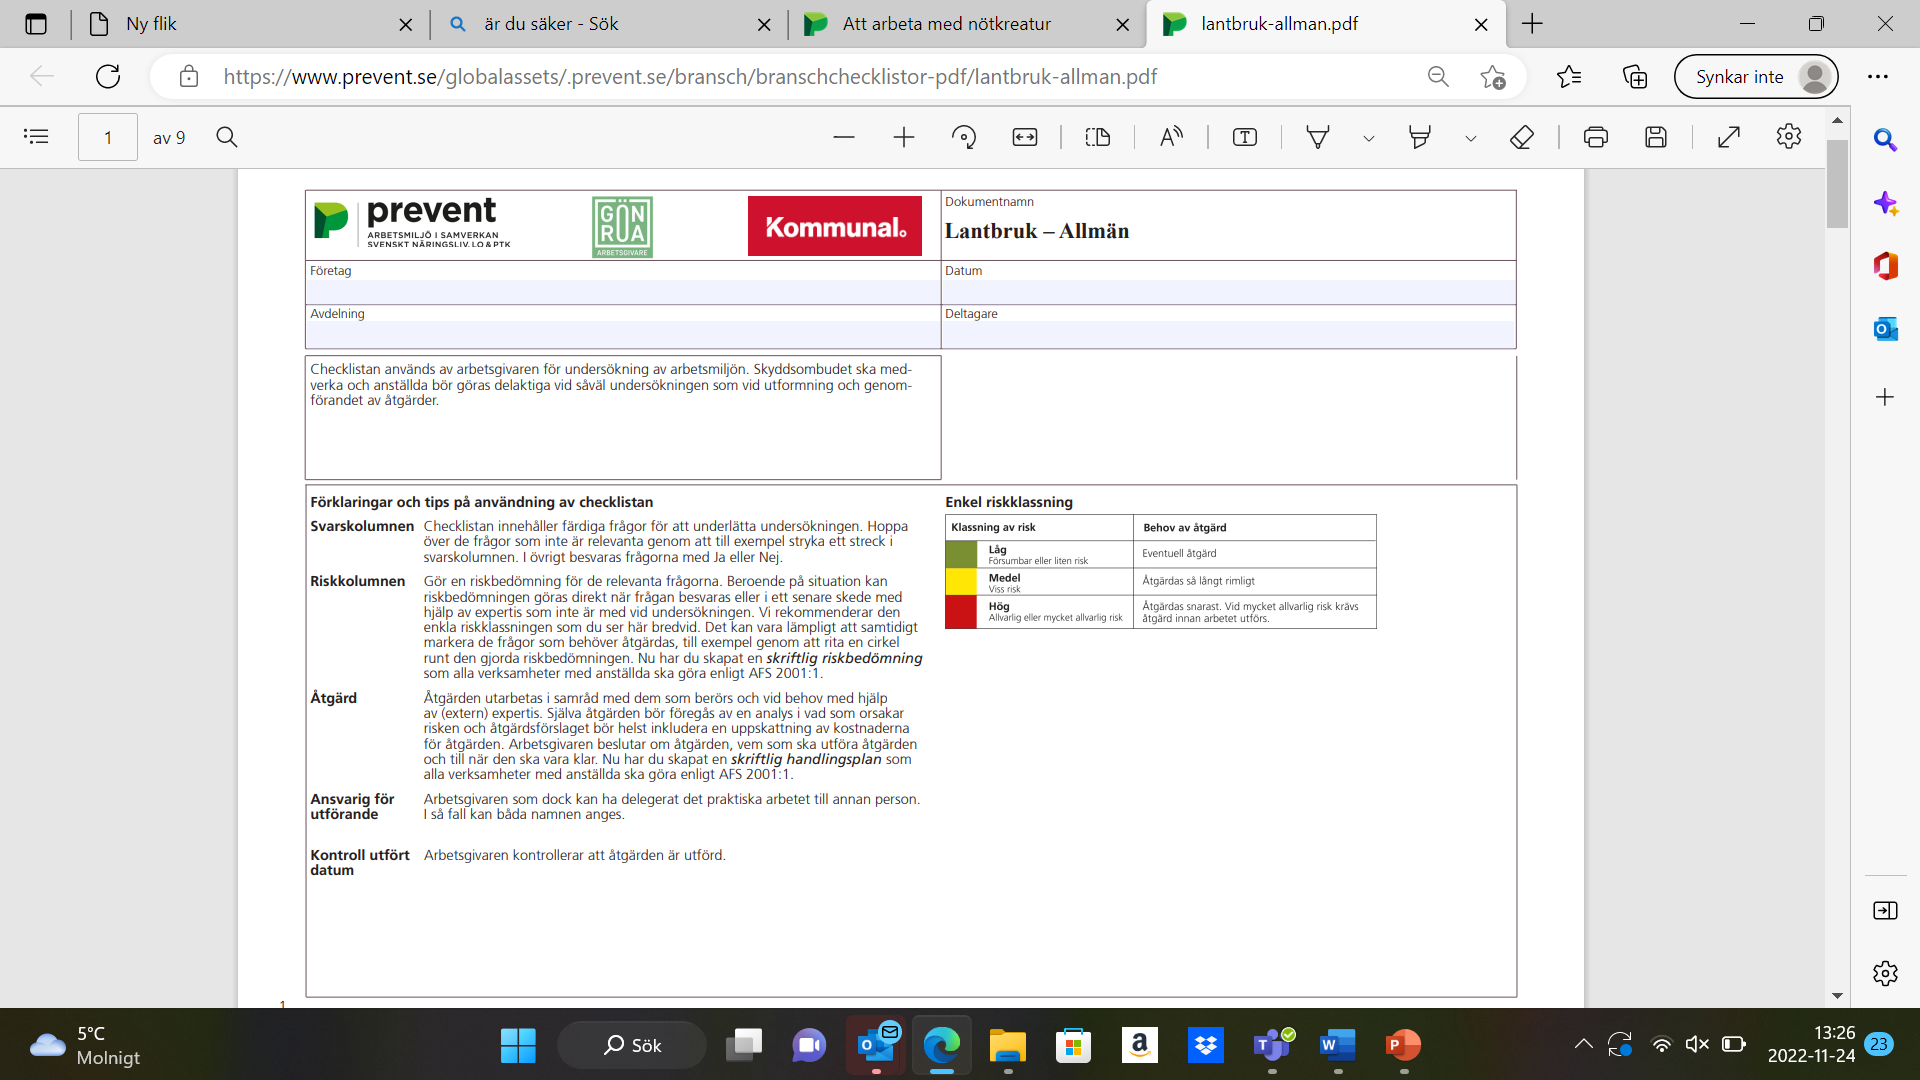 Ny flik
är du säker - Sök
Att arbeta med nötkreatur
lantbruk-allman.pdf
https://www.prevent.se/globalassets/.prevent.se/bransch/branschchecklistor-pdf/lantbruk-allman.pdf
Synkar inte
1 av 9
prevent
ARBETSMILJÖ I SAMVERKAN
SVENSKT NÄRINGSLIV, LO & PTK
GRÖNA
ARBETSGIVARE
Kommunal.
Dokumentnamn
Lantbruk – Allmän
Företag
Datum
Avdelning
Deltagare
Checklistan används av arbetsgivaren för undersökning av arbetsmiljön. Skyddsombudet ska med-
verka och anställda bör göras delaktiga vid såväl undersökningen som vid utformning och genom-
förandet av åtgärder.
Förklaringar och tips på användning av checklistan
Svarskolumnen Checklistan innehåller färdiga frågor för att underlätta undersökningen. Hoppa
över de frågor som inte är relevanta genom att till exempel stryka ett streck i
svarskolumnen. I övrigt besvaras frågorna med Ja eller Nej.
Riskkolumnen Gör en riskbedömning för de relevanta frågorna. Beroende på situation kan
riskbedömningen göras direkt när frågan besvaras eller i ett senare skede med
hjälp av expertis som inte är med vid undersökningen. Vi rekommenderar den
enkla riskklassningen som du ser här bredvid. Det kan vara lämpligt att samtidigt
markera de frågor som behöver åtgärdas, till exempel genom att rita en cirkel
runt den gjorda riskbedömningen. Nu har du skapat en skriftlig riskbedömning
som alla verksamheter med anställda ska göra enligt AFS 2001:1.
Åtgärd Åtgärden utarbetas i samråd med dem som berörs och vid behov med hjälp
av (extern) expertis. Själva åtgärden bör föregås av en analys i vad som orsakar
risken och åtgärdsförslaget bör helst inkludera en uppskattning av kostnaderna
för åtgärden. Arbetsgivaren beslutar om åtgärden, vem som ska utföra åtgärden
och till när den ska vara klar. Nu har du skapat en skriftlig handlingsplan som
alla verksamheter med anställda ska göra enligt AFS 2001:1.
Ansvarig för utförande Arbetsgivaren som dock kan ha delegerat det praktiska arbetet till annan person.
I så fall kan båda namnen anges.
Kontroll utfört datum Arbetsgivaren kontrollerar att åtgärden är utförd.
Enkel riskklassning
Klassning av risk Behov av åtgärd
Låg
Försumbar eller liten risk
Eventuell åtgärd
Medel
Viss risk
Åtgärdas så långt rimligt
Hög
Allvarlig eller mycket allvarlig risk
Åtgärdas snarast. Vid mycket allvarlig risk krävs
åtgärd innan arbetet utförs.
1
5°C
Molnigt
Sök
13:26
2022-11-24
23